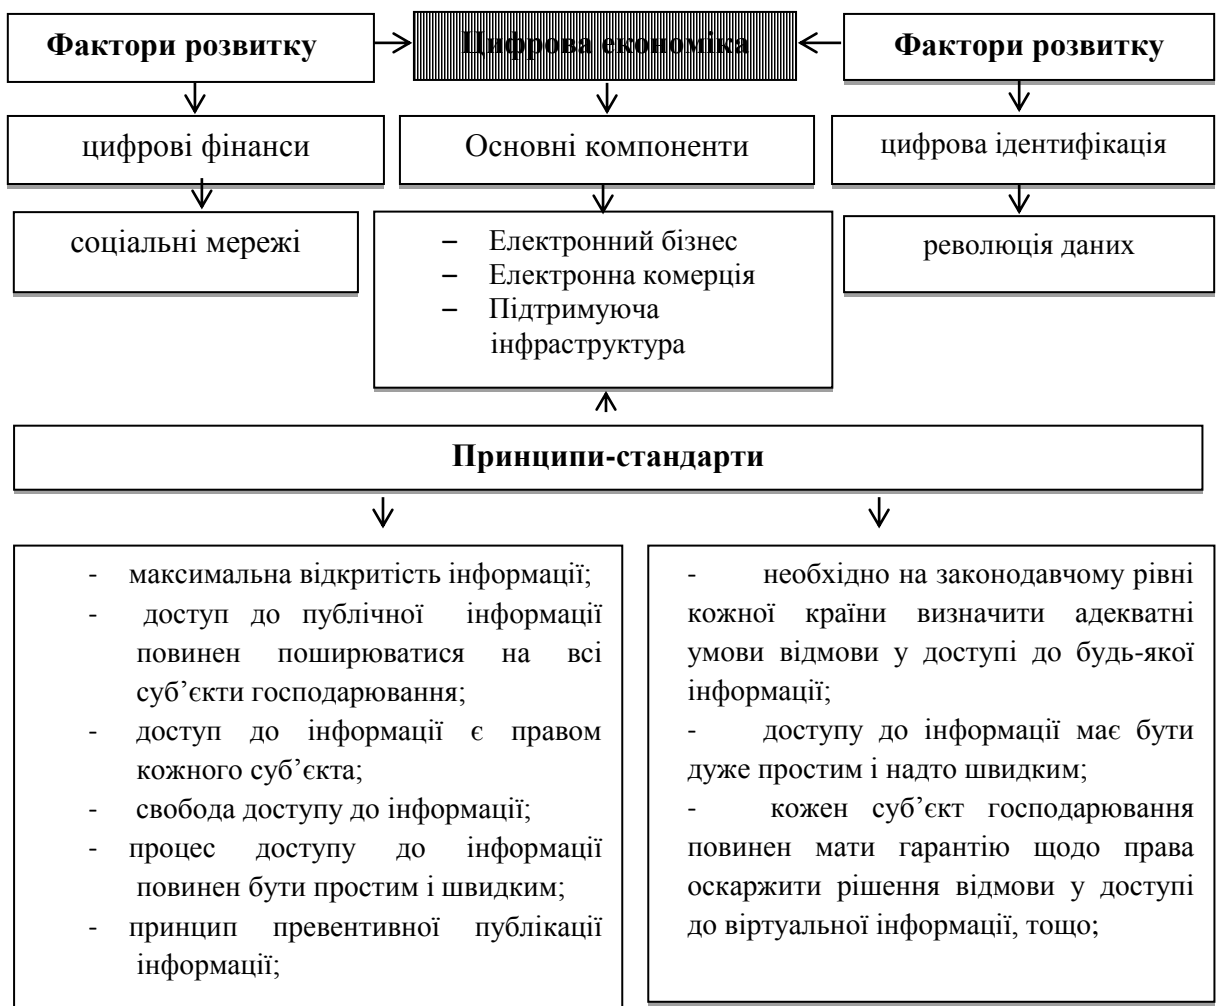 Фактори розвитку
Цифрова економіка
Фактори розвитку
цифрові фінанси
Основні компоненти
цифрова ідентифікація
соціальні мережі
– Електронний бізнес
– Електронна комерція
– Підтримуюча
інфраструктура
революція даних
Принципи-стандарти
- максимальна відкритість інформації;
- доступ до публічної інформації
повинен поширюватися на всі
суб’єкти господарювання;
- доступ до інформації є правом
кожного суб’єкта;
- свобода доступу до інформації;
- процес доступу до інформації
повинен бути простим і швидким;
- принцип превентивної публікації
інформації;
- необхідно на законодавчому рівні
кожної країни визначити адекватні
умови відмови у доступі до будь-якої
інформації;
- доступу до інформації має бути
дуже простим і надто швидким;
- кожен суб’єкт господарювання
повинен мати гарантію щодо права
оскаржити рішення відмови у доступі
до віртуальної інформації, тощо;